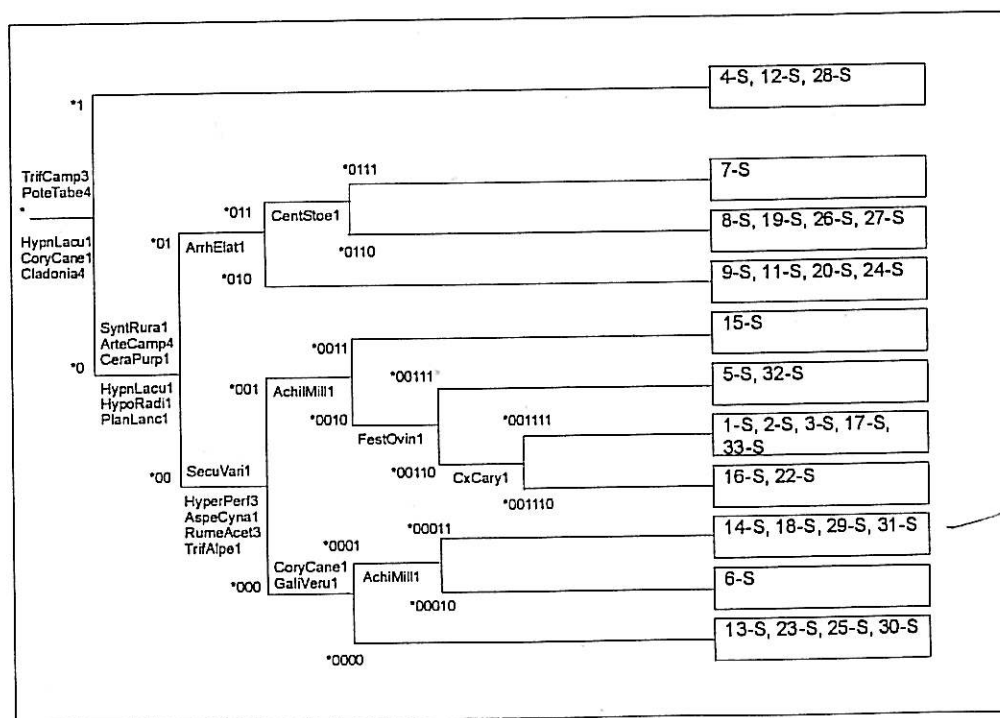 4-S, 12-S, 28-S
*1
TrifCamp3
PoteTabe4
*
HypnLacu1
CoryCane1
Cladonia4
*0
*0111
7-S
*011
CentStoe1
*01
ArrhElat1
8-S, 19-S, 26-S, 27-S
*0110
*010
9-S, 11-S, 20-S, 24-S
SyntRura1
ArteCamp4
CeraPurp1
HypnLacu1
HypoRadi1
PlanLanc1
15-S
*0011
*001
AchilMill1
*00111
5-S, 32-S
*0010
FestOvin1
*001111
1-S, 2-S, 3-S, 17-S,
33-S
*00110
CxCary1
*001110
16-S, 22-S
*00
SecuVari1
HyperPerf3
AspeCyna1
RumeAcet3
TrifAlpe1
*00011
14-S, 18-S, 29-S, 31-S
*0001
*000
CoryCane1
GaliVeru1
AchiMill1
6-S
*00010
13-S, 23-S, 25-S, 30-S
*0000